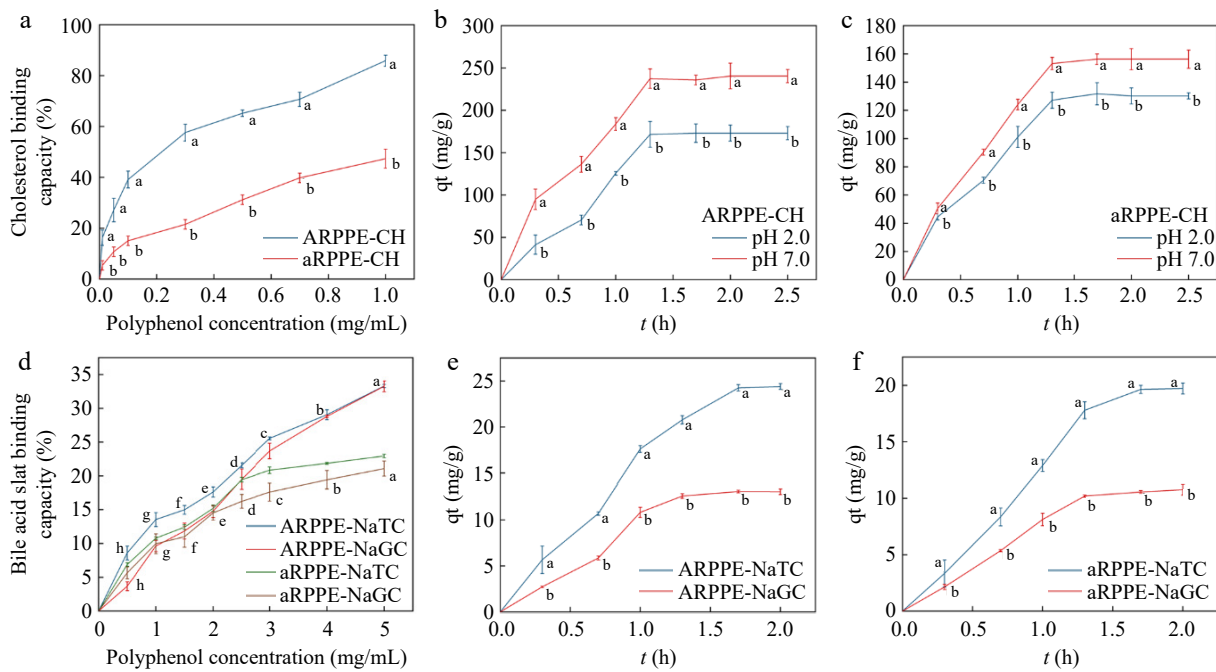 a
100
80
60
40
20
0
0.0 0.2 0.4 0.6 0.8 1.0
Cholesterol binding
capacity (%)
Polyphenol concentration (mg/mL)
a a a a a a a
b b b b b b b
ARPPE-CH
aRPPE-CH
b
300
250
200
150
100
50
0
0.0 0.5 1.0 1.5 2.0 2.5
qt (mg/g)
t (h)
a a a a a a a
b b b b b b b
ARPPE-CH
pH 2.0
pH 7.0
c
180
160
140
120
100
80
60
40
20
0
0.0 0.5 1.0 1.5 2.0 2.5
qt (mg/g)
t (h)
a a a a a a a
b b b b b b b
aRPPE-CH
pH 2.0
pH 7.0
d
35
30
25
20
15
10
5
0
0 1 2 3 4 5
Bile acid slat binding
capacity (%)
Polyphenol concentration (mg/mL)
h g f e d c b a
h g f e d c b a
ARPPE-NaTC
ARPPE-NaGC
aRPPE-NaTC
aRPPE-NaGC
e
25
20
15
10
5
0
0.0 0.5 1.0 1.5 2.0
qt (mg/g)
t (h)
a a a a a a
b b b b b b
ARPPE-NaTC
ARPPE-NaGC
f
20
15
10
5
0
0.0 0.5 1.0 1.5 2.0
qt (mg/g)
t (h)
a a a a a a
b b b b b b
aRPPE-NaTC
aRPPE-NaGC